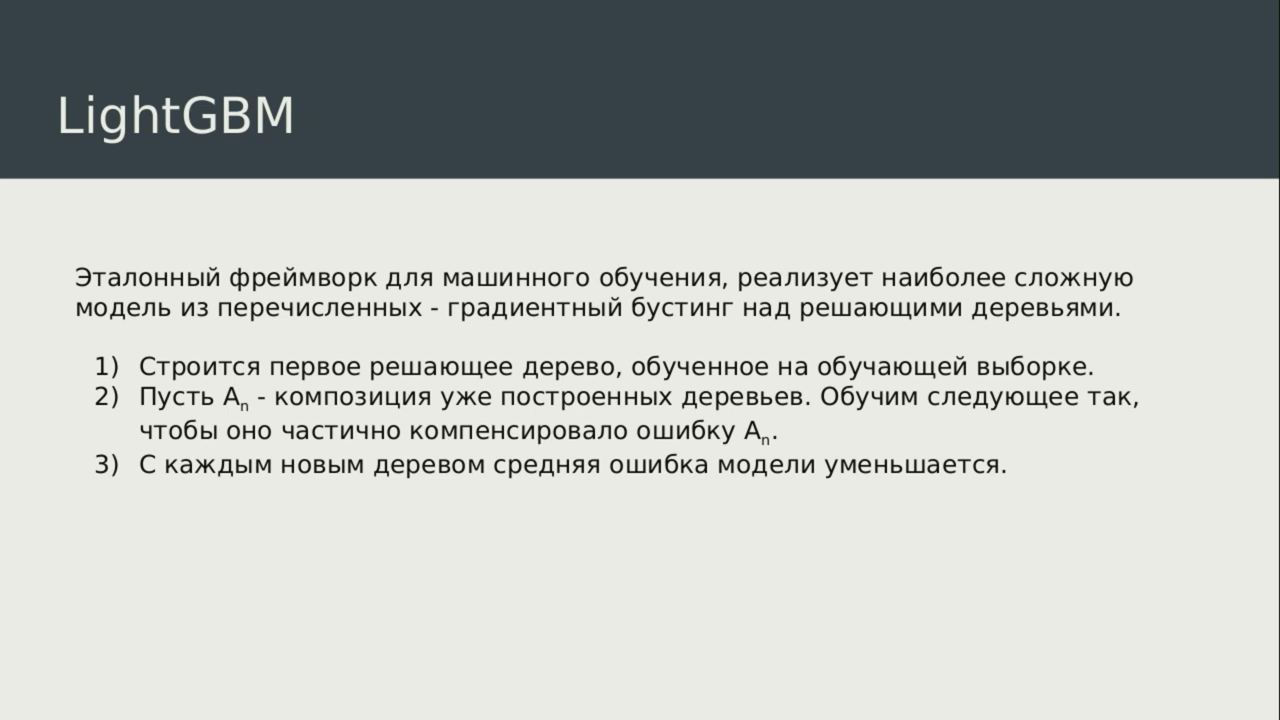 LightGBM
Эталонный фреймворк для машинного обучения, реализует наиболее сложную
модель из перечисленных - градиентный бустинг над решающими деревьями.
1) Строится первое решающее дерево, обученное на обучающей выборке.
2) Пусть Aₙ - композиция уже построенных деревьев. Обучим следующее так,
чтобы оно частично компенсировало ошибку Aₙ.
3) С каждым новым деревом средняя ошибка модели уменьшается.